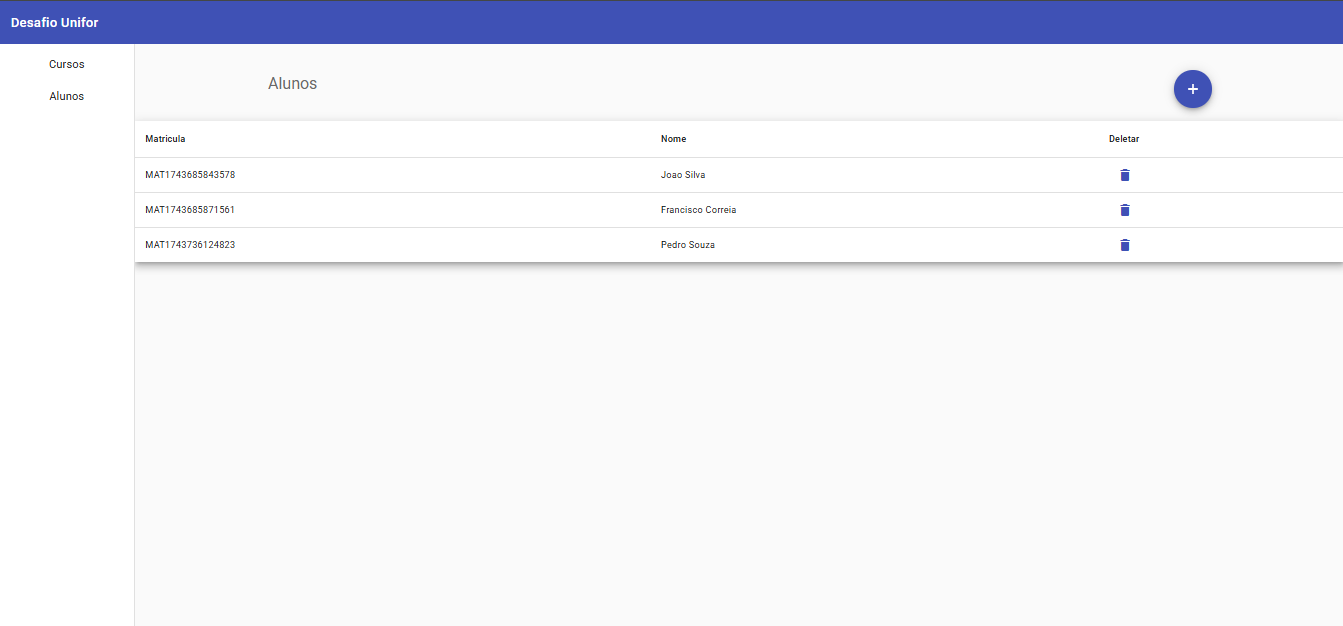 Desafio Unifor
Cursos
Alunos
Alunos
+
Matricula Nome Deletar
MAT1743685843578 Joao Silva
MAT1743685871561 Francisco Correia
MAT1743736124823 Pedro Souza